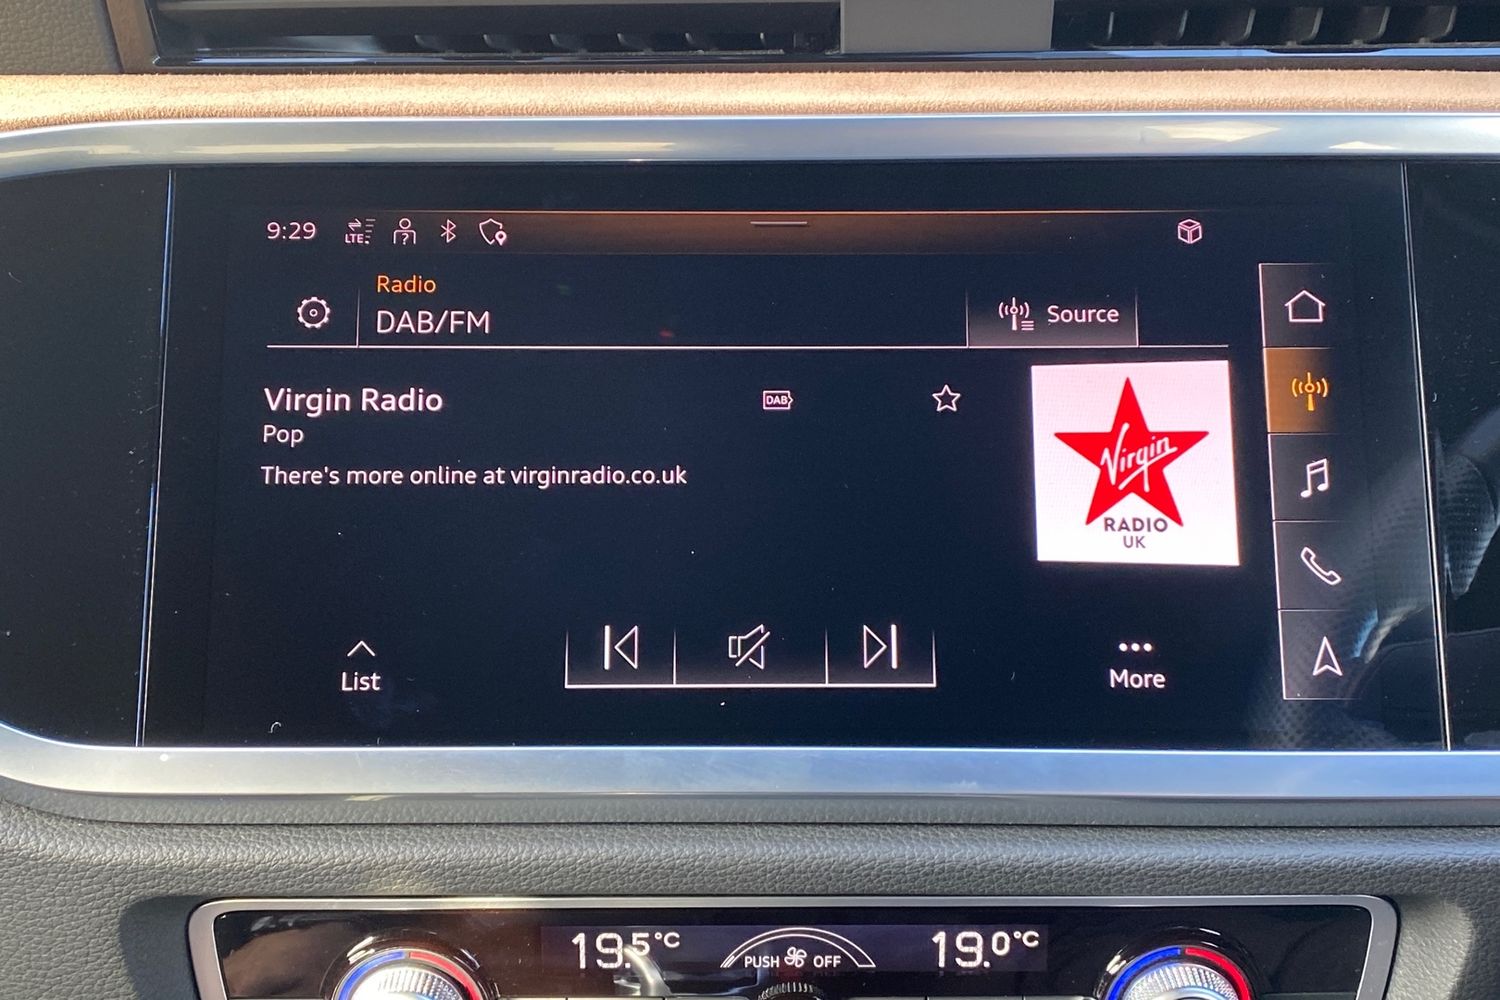 9:29 LTE ?
Radio
DAB/FM
Source
Virgin Radio
DAB
Pop
There's more online at virginradio.co.uk
Virgin
RADIO
UK
List
More
19.5°C
PUSH OFF
19.0°C